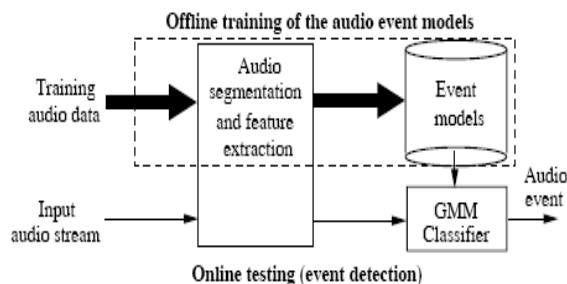 Offline training of the audio event models
Training
audio data
Audio
segmentation
and feature
extraction
Event
models
Input
audio stream
GMM
Classifier
Audio
event
Online testing (event detection)